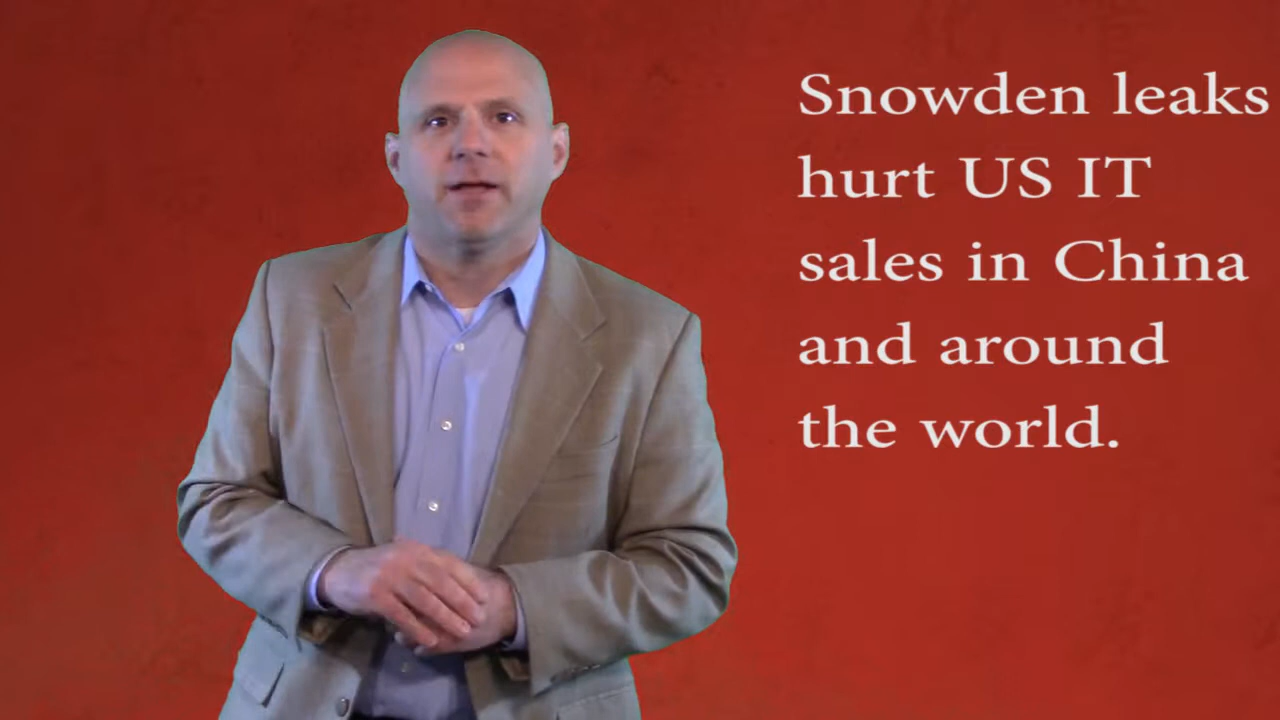 Snowden leaks
hurt US IT
sales in China
and around
the world.